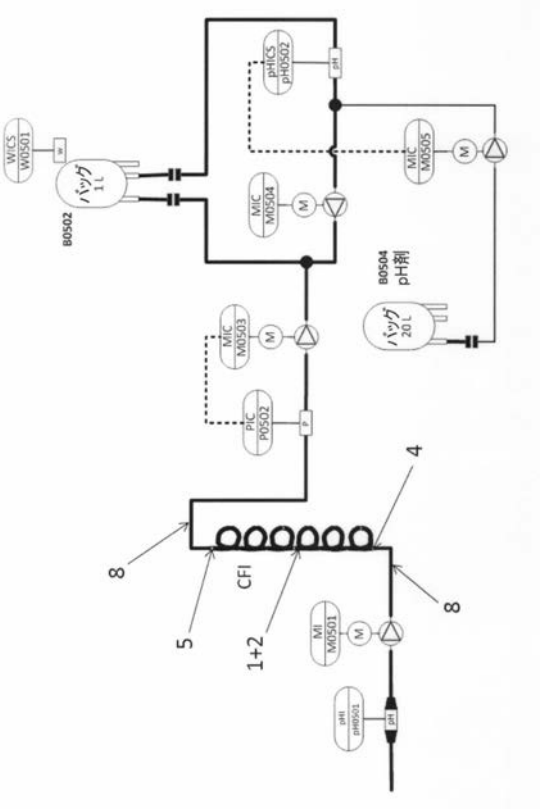 WICS
W0501
W
バッグ
1 L
B0502
pHICS
pH0502
pH
MIC
M0504
M
MIC
M0505
M
B0504
pH剤
バッグ
20 L
MIC
M0503
M
PIC
P0502
P
8
5
CFI
1+2
4
8
MI
M0501
M
pHI
pH0501
pH